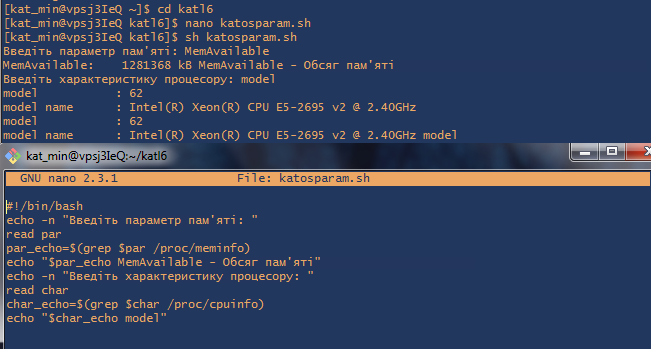 [kat_min@vpsj3IeQ ~]$ cd katl6
[kat_min@vpsj3IeQ katl6]$ nano katosparam.sh
[kat_min@vpsj3IeQ katl6]$ sh katosparam.sh
Введіть параметр пам'яті: MemAvailable
MemAvailable:    1281368 kB MemAvailable - Обсяг пам'яті
Введіть характеристику процесору: model
model           : 62
model name      : Intel(R) Xeon(R) CPU E5-2695 v2 @ 2.40GHz
model           : 62
model name      : Intel(R) Xeon(R) CPU E5-2695 v2 @ 2.40GHz model
kat_min@vpsj3IeQ:~/katl6
GNU nano 2.3.1                 File: katosparam.sh
#!/bin/bash
echo -n "Введіть параметр пам'яті: "
read par
par_echo=$(grep $par /proc/meminfo)
echo "$par_echo MemAvailable - Обсяг пам'яті"
echo -n "Введіть характеристику процесору: "
read char
char_echo=$(grep $char /proc/cpuinfo)
echo "$char_echo model"